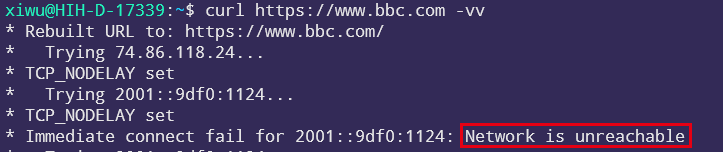 xiwu@HIH-D-17339:~$ curl https://www.bbc.com -vv
* Rebuilt URL to: https://www.bbc.com/
*   Trying 74.86.118.24...
* TCP_NODELAY set
*   Trying 2001::9df0:1124...
* TCP_NODELAY set
* Immediate connect fail for 2001::9df0:1124: Network is unreachable